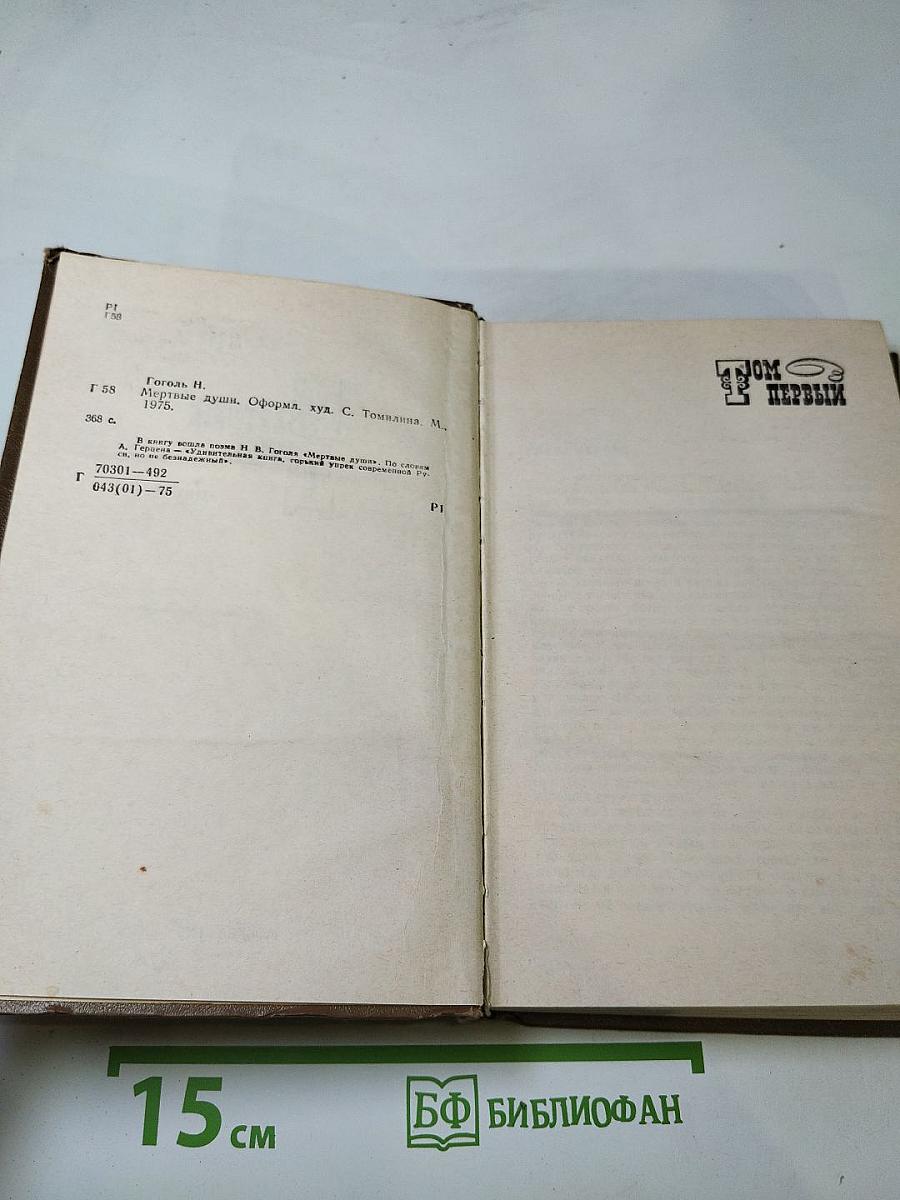 Р1
Г58
Гоголь Н.
Г 58 Мертвые души. Оформл. худ. С. Томилина. М.,
1975.
368 с.
В книгу вошла поэма Н. В. Гоголя «Мертвые души». По словам
А. Герцена — «Удивительная книга, горький упрек современной Ру-
си, но не безнадежный».
Г 70301—492
043(01)—75
Р1
ТОМ
ПЕРВЫЙ
15 см
БФ БИБЛИОФАН